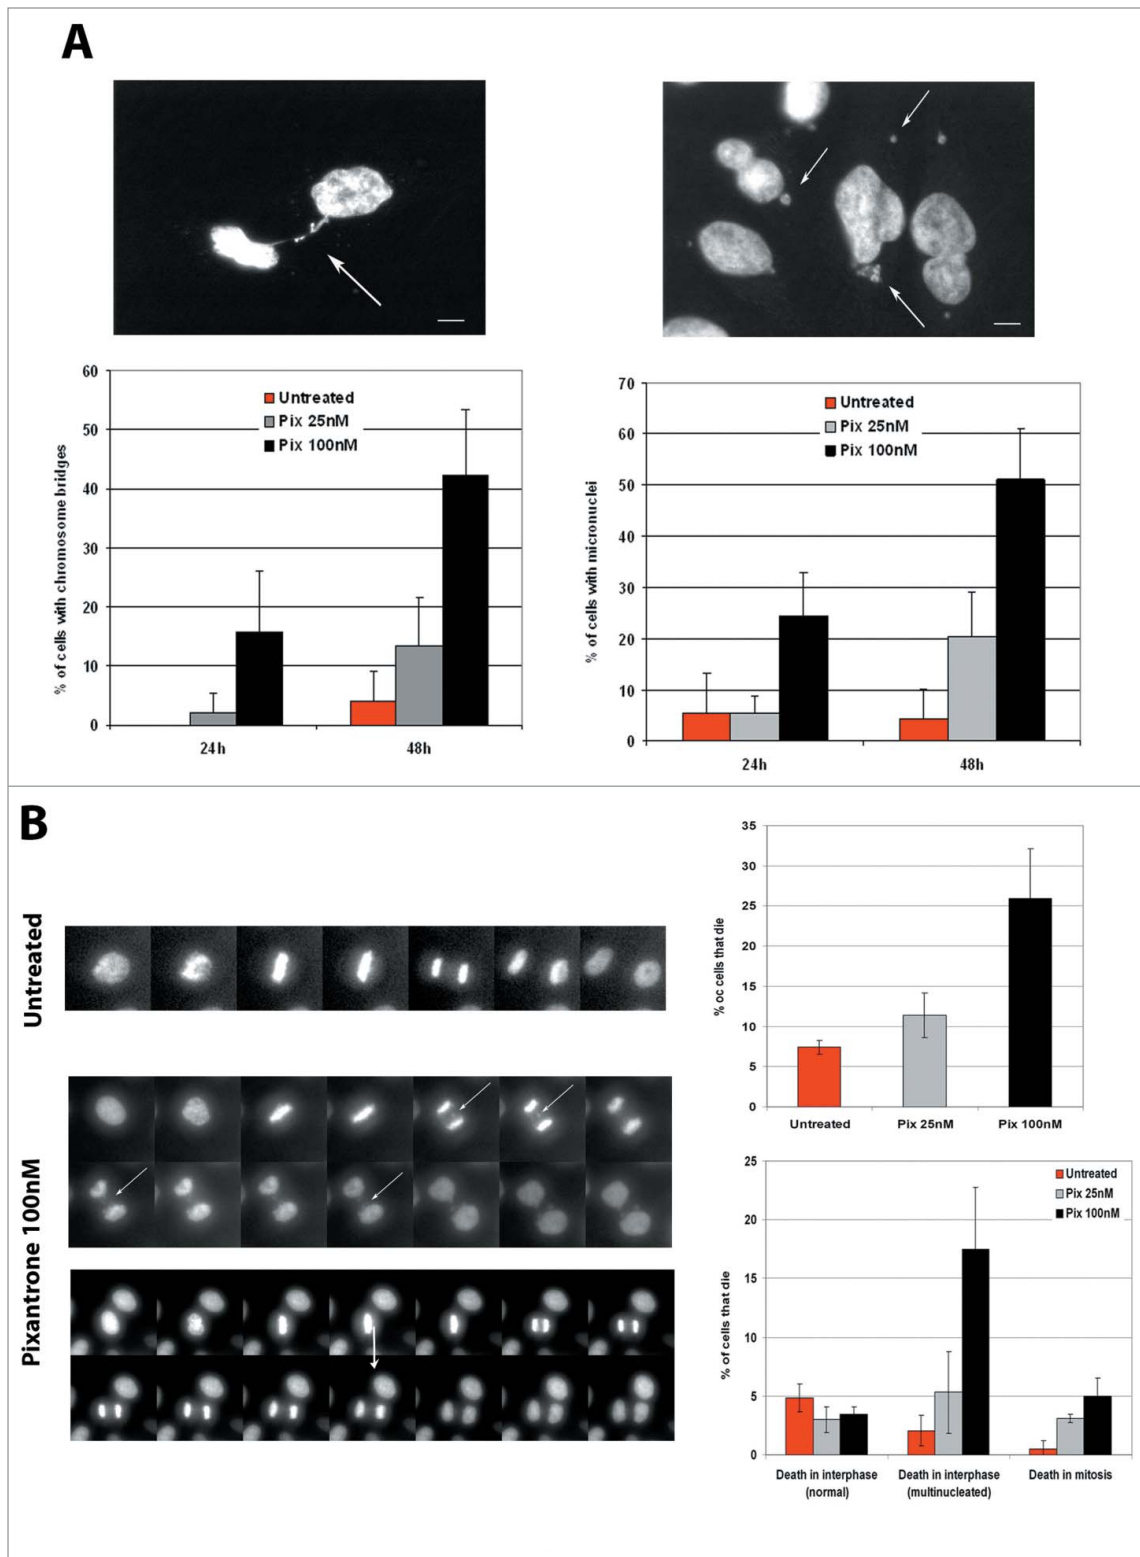 A
60
50
40
30
20
10
0
% of cells with chromosome bridges
Untreated
Pix 25nM
Pix 100nM
24h
48h
70
60
50
40
30
20
10
0
% of cells with micronuclei
Untreated
Pix 25nM
Pix 100nM
24h
48h
B
Untreated
Pixantrone 100nM
35
30
25
20
15
10
5
0
% oc cells that die
Untreated
Pix 25nM
Pix 100nM
25
20
15
10
5
0
% of cells that die
Untreated
Pix 25nM
Pix 100nM
Death in interphase
(normal)
Death in interphase
(multinucleated)
Death in mitosis